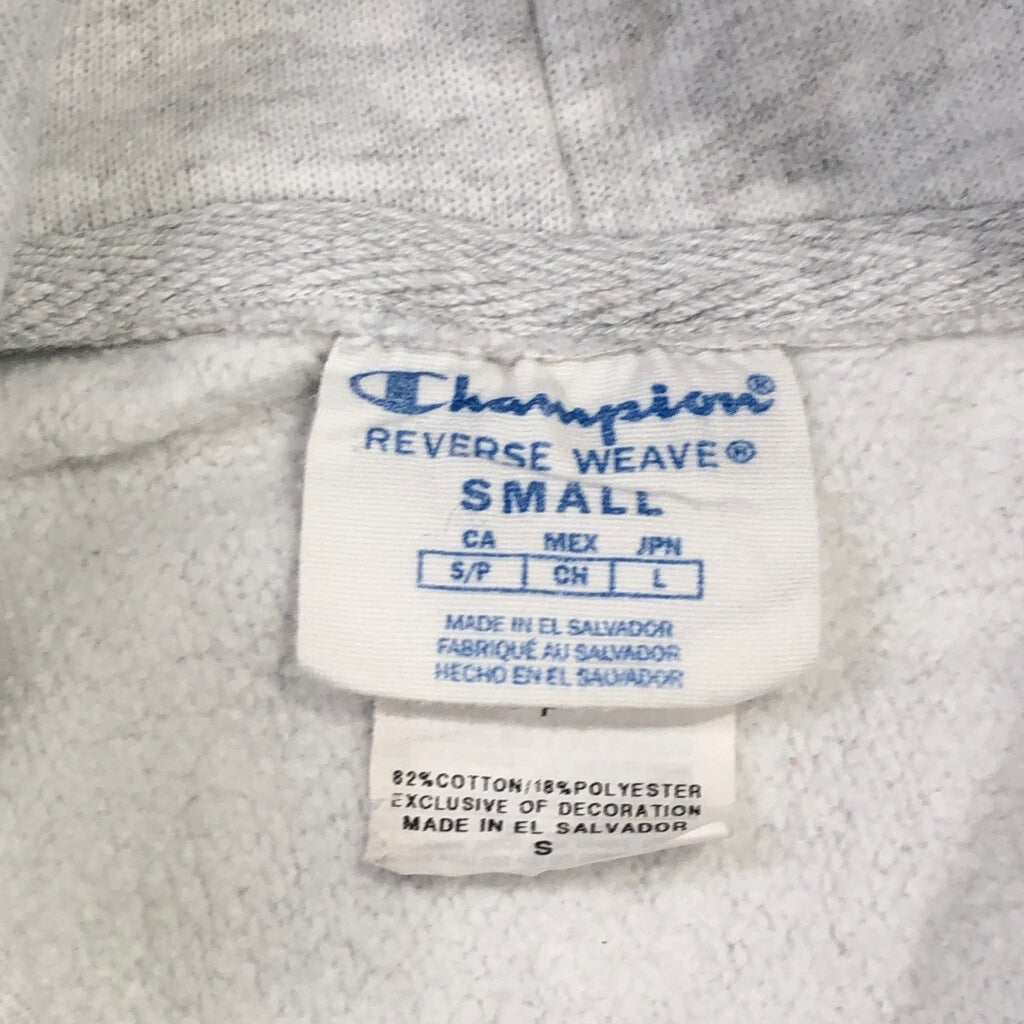 Champion®
REVERSE WEAVE®
SMALL
CA MEX JPN
S/P CH L
MADE IN EL SALVADOR
FABRIQUÉ AU SALVADOR
HECHO EN EL SALVADOR
82%COTTON/18%POLYESTER
EXCLUSIVE OF DECORATION
MADE IN EL SALVADOR
S